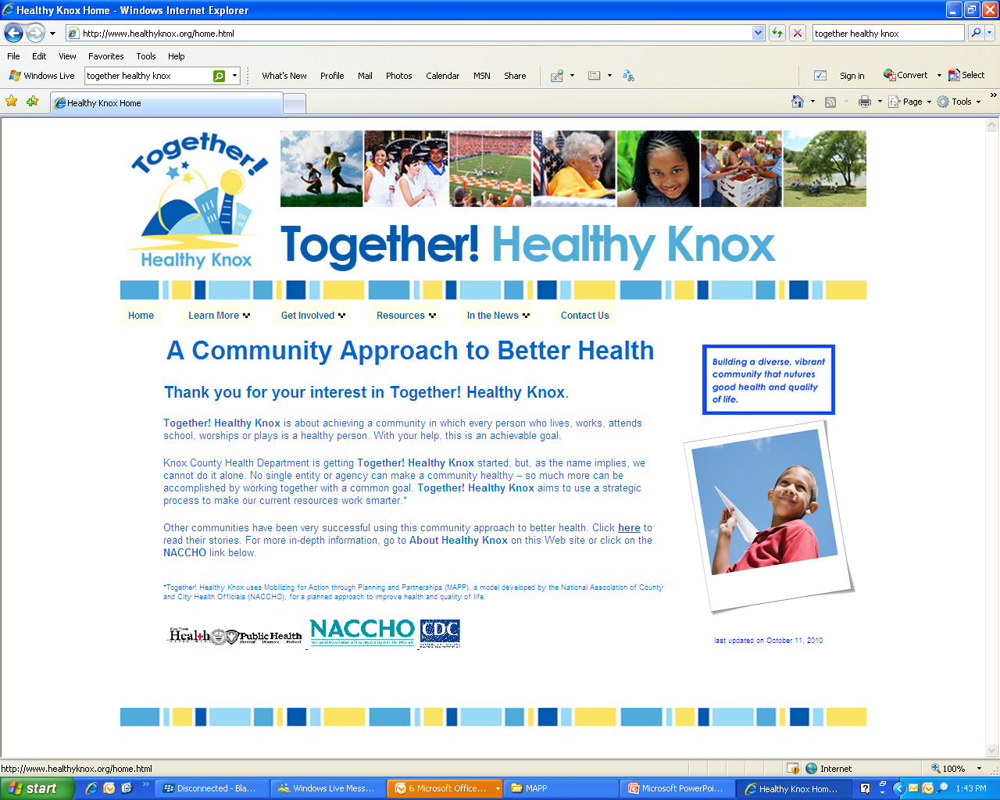 Healthy Knox Home - Windows Internet Explorer
http://www.healthyknox.org/home.html
together healthy knox
File Edit View Favorites Tools Help
Windows Live together healthy knox What's New Profile Mail Photos Calendar MSN Share Sign in Convert Select
Healthy Knox Home Page Tools
Together!
Healthy Knox
Together! Healthy Knox
Home Learn More Get Involved Resources In the News Contact Us
A Community Approach to Better Health
Thank you for your interest in Together! Healthy Knox.
Together! Healthy Knox is about achieving a community in which every person who lives, works, attends
school, worships or plays is a healthy person. With your help, this is an achievable goal.
Knox County Health Department is getting Together! Healthy Knox started, but, as the name implies, we
cannot do it alone. No single entity or agency can make a community healthy – so much more can be
accomplished by working together with a common goal. Together! Healthy Knox aims to use a strategic
process to make our current resources work smarter.*
Other communities have been very successful using this community approach to better health. Click here to
read their stories. For more in-depth information, go to About Healthy Knox on this Web site or click on the
NACCHO link below.
*Together! Healthy Knox uses Mobilizing for Action through Planning and Partnerships (MAPP), a model developed by the National Association of County
and City Health Officials (NACCHO), for a planned approach to improve health and quality of life.
Building a diverse, vibrant
community that nutures
good health and quality
of life.
Health
Public Health
Prevent. Promote. Protect.
NACCHO
National Association of County & City Health Officials
CDC
last updated on October 11, 2010
http://www.healthyknox.org/home.html Internet 100%
start Disconnected - Bla... Windows Live Mess... 6 Microsoft Office... MAPP Microsoft PowerPoi... Healthy Knox Hom... 1:43 PM